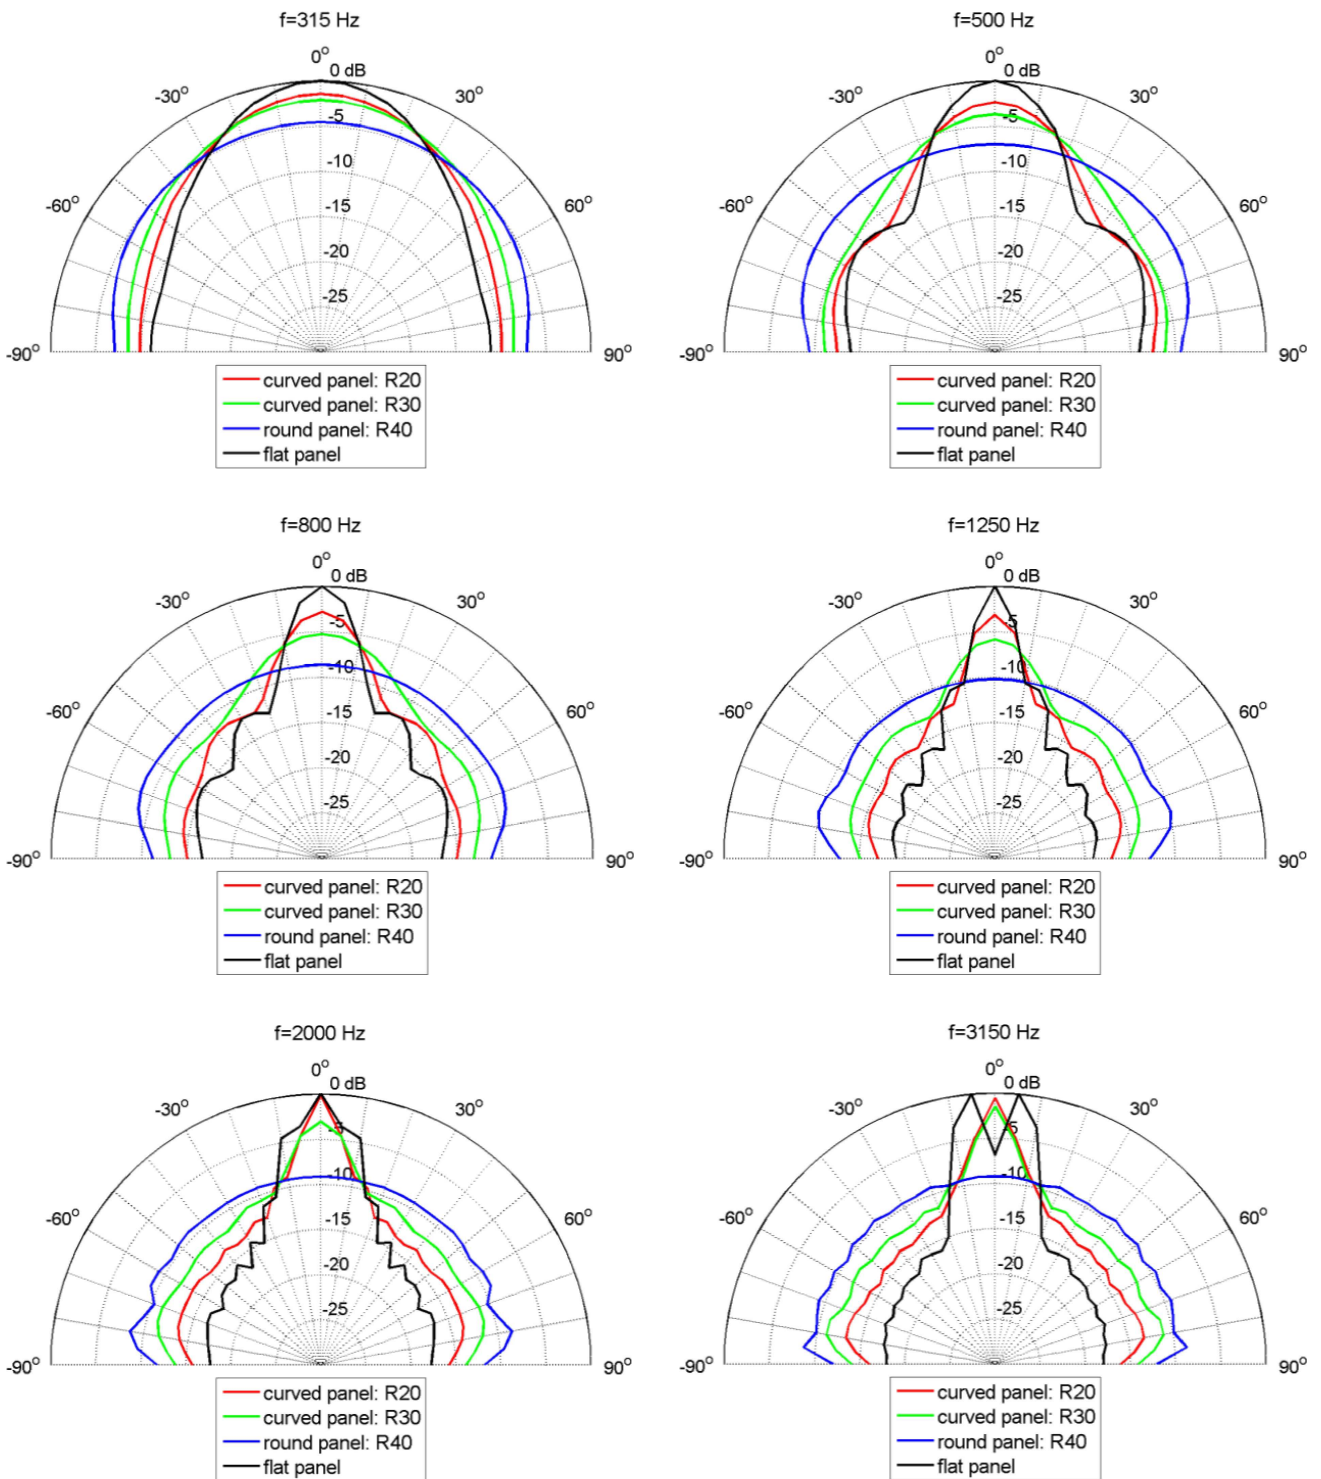 f=315 Hz
0°
0 dB
-30°
30°
-5
-10
-60°
60°
-15
-20
-25
-90°
90°
curved panel: R20
curved panel: R30
round panel: R40
flat panel
f=500 Hz
0°
0 dB
-30°
30°
-5
-10
-60°
60°
-15
-20
-25
-90°
90°
curved panel: R20
curved panel: R30
round panel: R40
flat panel
f=800 Hz
0°
0 dB
-30°
30°
-5
-10
-60°
60°
-15
-20
-25
-90°
90°
curved panel: R20
curved panel: R30
round panel: R40
flat panel
f=1250 Hz
0°
0 dB
-30°
30°
-5
-10
-60°
60°
-15
-20
-25
-90°
90°
curved panel: R20
curved panel: R30
round panel: R40
flat panel
f=2000 Hz
0°
0 dB
-30°
30°
-5
-10
-60°
60°
-15
-20
-25
-90°
90°
curved panel: R20
curved panel: R30
round panel: R40
flat panel
f=3150 Hz
0°
0 dB
-30°
30°
-5
-10
-60°
60°
-15
-20
-25
-90°
90°
curved panel: R20
curved panel: R30
round panel: R40
flat panel